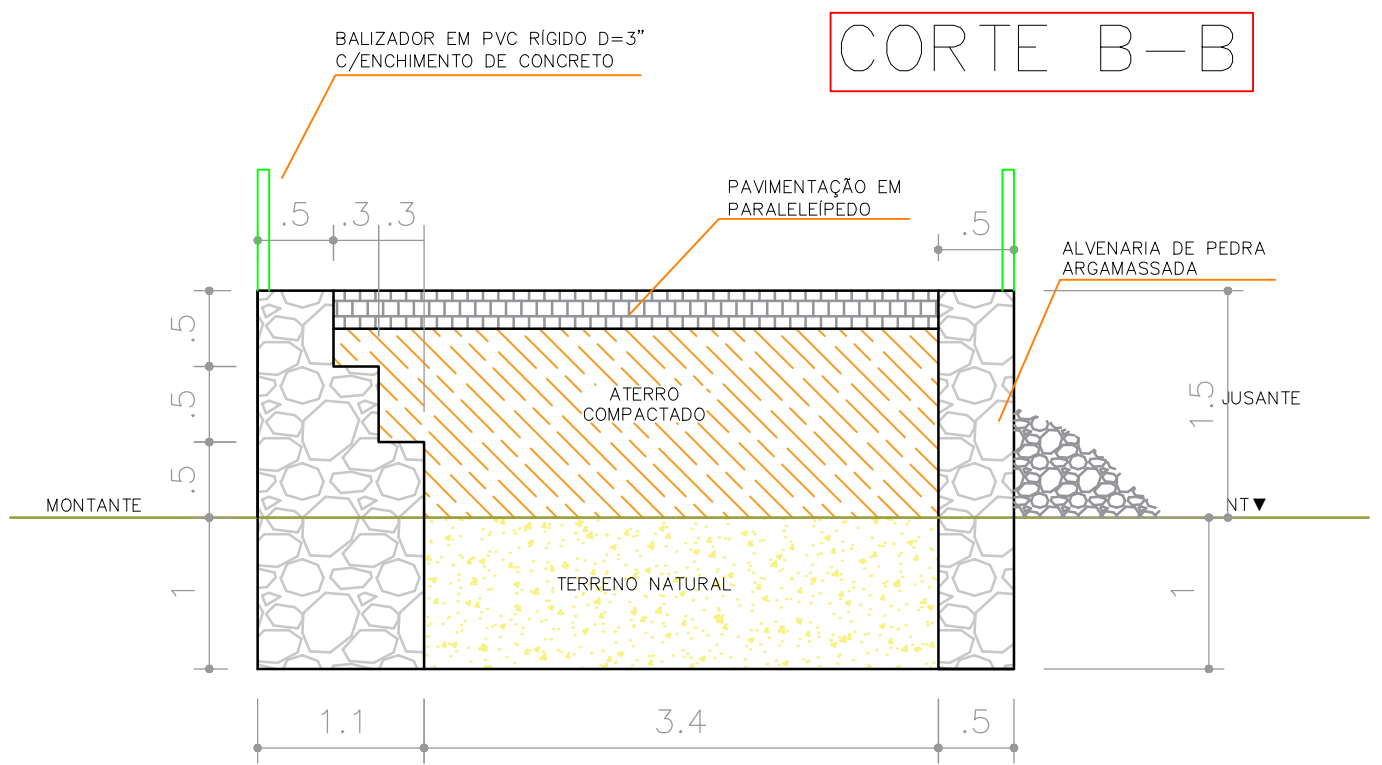 CORTE B-B
BALIZADOR EM PVC RÍGIDO D=3"
C/ENCHIMENTO DE CONCRETO
PAVIMENTAÇÃO EM
PARALELEÍPEDO
.5
.3
.3
.5
ALVENARIA DE PEDRA
ARGAMASSADA
.5
.5
.5
1
ATERRO
COMPACTADO
1.5
JUSANTE
MONTANTE
NT▼
TERRENO NATURAL
1
1.1
3.4
.5